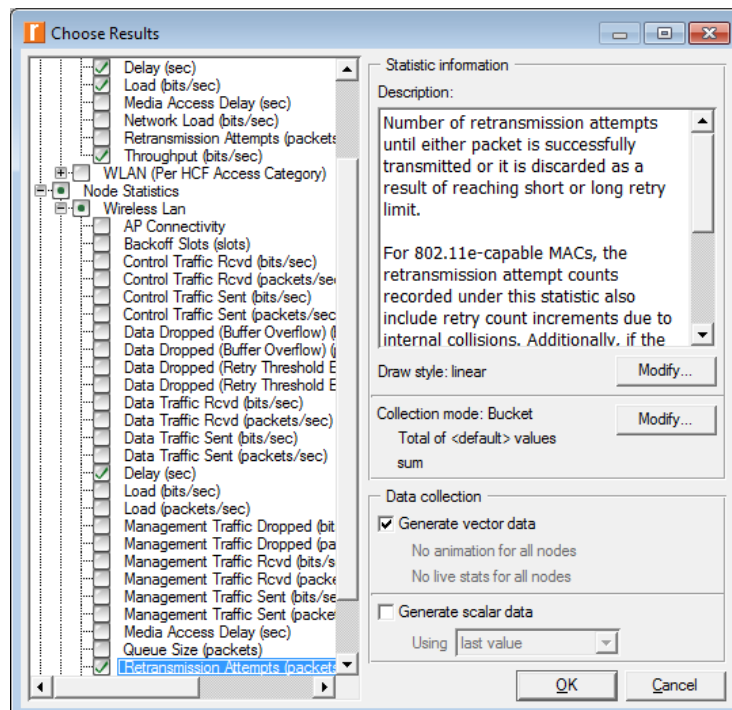 Choose Results
Delay (sec)
Load (bits/sec)
Media Access Delay (sec)
Network Load (bits/sec)
Retransmission Attempts (packets
Throughput (bits/sec)
WLAN (Per HCF Access Category)
Node Statistics
Wireless Lan
AP Connectivity
Backoff Slots (slots)
Control Traffic Rcvd (bits/sec)
Control Traffic Rcvd (packets/sec
Control Traffic Sent (bits/sec)
Control Traffic Sent (packets/sec
Data Dropped (Buffer Overflow) (
Data Dropped (Buffer Overflow) (
Data Dropped (Retry Threshold E
Data Dropped (Retry Threshold E
Data Traffic Rcvd (bits/sec)
Data Traffic Rcvd (packets/sec)
Data Traffic Sent (bits/sec)
Data Traffic Sent (packets/sec)
Delay (sec)
Load (bits/sec)
Load (packets/sec)
Management Traffic Dropped (bit
Management Traffic Dropped (pa
Management Traffic Rcvd (bits/s
Management Traffic Rcvd (packe
Management Traffic Sent (bits/se
Management Traffic Sent (packet
Media Access Delay (sec)
Queue Size (packets)
Retransmission Attempts (packets
Statistic information
Description:
Number of retransmission attempts
until either packet is successfully
transmitted or it is discarded as a
result of reaching short or long retry
limit.
For 802.11e-capable MACs, the
retransmission attempt counts
recorded under this statistic also
include retry count increments due to
internal collisions. Additionally, if the
Draw style: linear
Modify...
Collection mode: Bucket
Modify...
Total of <default> values
sum
Data collection
Generate vector data
No animation for all nodes
No live stats for all nodes
Generate scalar data
Using last value
OK
Cancel